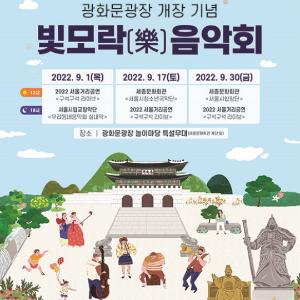 광화문광장 개장 기념
빛모락(樂)음악회
2022. 9. 1(목) 2022. 9. 17(토) 2022. 9. 30(금)
2022 서울거리공연 세종문화회관 세종문화회관
<구석구석 라이브> <서울시청소년국악단> <서울시합창단>
서울시립교향악단 2022 서울거리공연 2022 서울거리공연
<우리동네음악회 실내악> <구석구석 라이브> <구석구석 라이브>
장소 | 광화문광장 놀이마당 특설무대